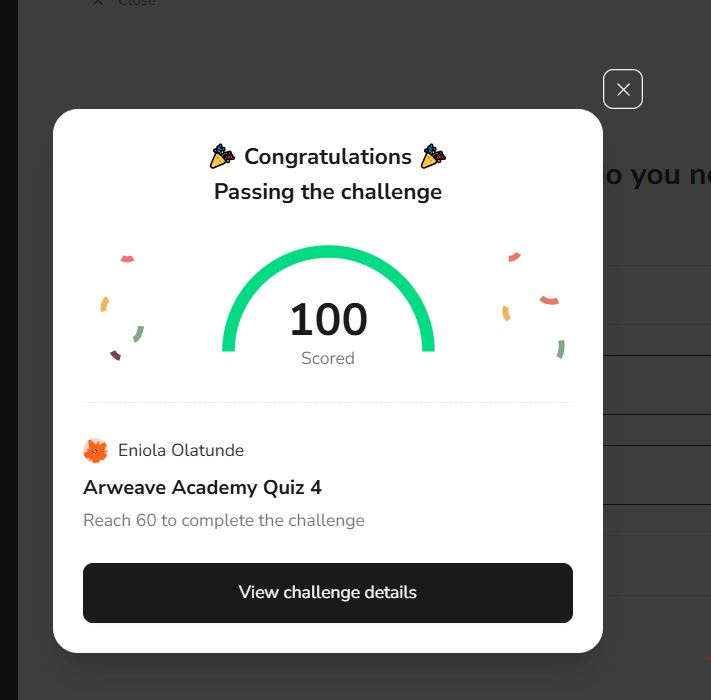 Close
Congratulations
Passing the challenge
o you n
100
Scored
Eniola Olatunde
Arweave Academy Quiz 4
Reach 60 to complete the challenge
View challenge details